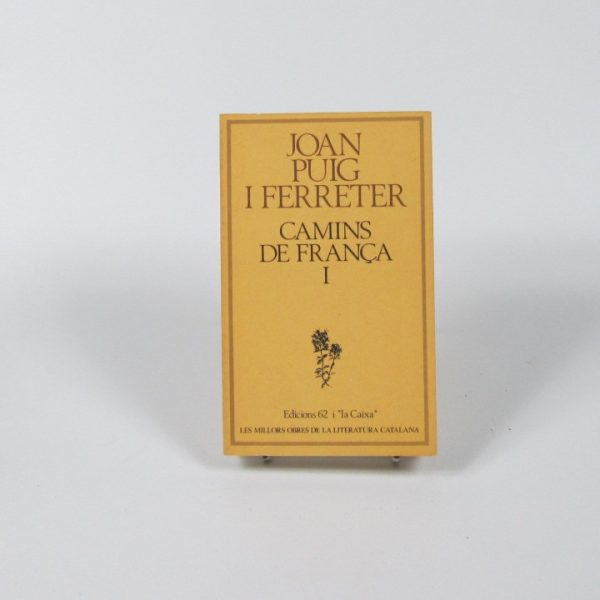 JOAN
PUIG
I FERRETER
CAMINS
DE FRANÇA
I
Edicions 62 i "la Caixa"
LES MILLORS OBRES DE LA LITERATURA CATALANA